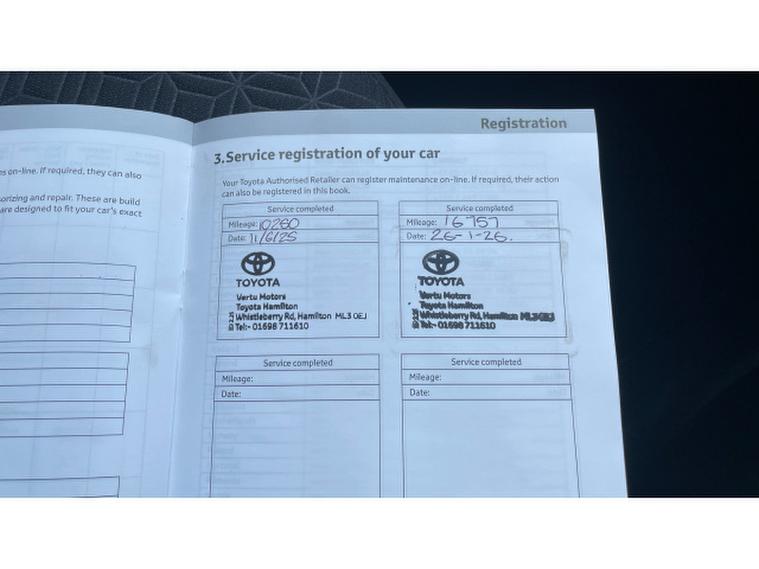 Registration
ns on-line. If required, they can also
orizing and repair. These are build
are designed to fit your car's exact
3.Service registration of your car
Your Toyota Authorised Retailer can register maintenance on-line. If required, their action
can also be registered in this book.
Service completed
Mileage: 10260
Date: 11/6/25
TOYOTA
Vertu Motors
Toyota Hamilton
Whistleberry Rd, Hamilton ML3 0EJ
Tel:- 01698 711610
Service completed
Mileage: 16757
Date: 26-1-26.
TOYOTA
Vertu Motors
Toyota Hamilton
Whistleberry Rd, Hamilton ML3 0EJ
Tel:- 01698 711610
Service completed
Mileage:
Date:
Service completed
Mileage:
Date: